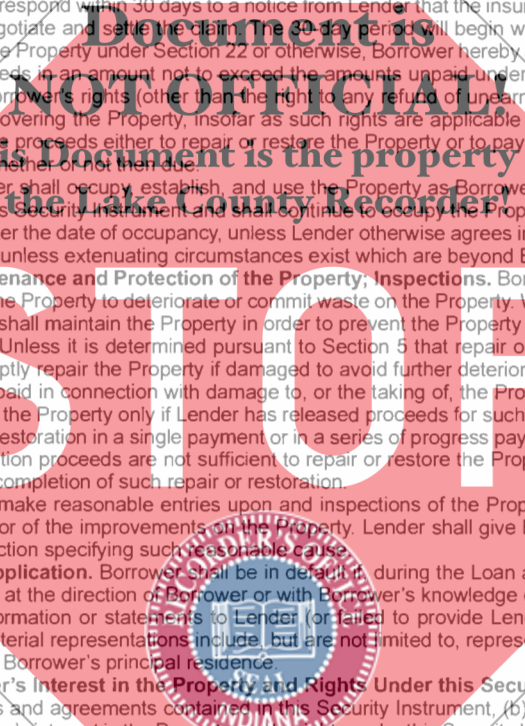 respond within 30 days to a notice from Lender that the insu
gotiate and settle the claim. The 30-day period will begin w
Document is
e Property under Section 22 or otherwise, Borrower hereby
eds in an amount not to exceed the amounts unpaid under
NOT OFFICIAL!
rrower's rights (other than the right to any refund of unearn
overing the Property, insofar as such rights are applicable
e proceeds either to repair or restore the Property or to pay
is Document is the property
hether or not then due.
er shall occupy, establish, and use the Property as Borrowe
the Lake County Recorder!
s Security Instrument and shall continue to occupy the Prop
er the date of occupancy, unless Lender otherwise agrees i
unless extenuating circumstances exist which are beyond B
enance and Protection of the Property; Inspections. Bor
he Property to deteriorate or commit waste on the Property.
shall maintain the Property in order to prevent the Property
Unless it is determined pursuant to Section 5 that repair o
ptly repair the Property if damaged to avoid further deterior
paid in connection with damage to, or the taking of, the Pro
the Property only if Lender has released proceeds for such
estoration in a single payment or in a series of progress pay
tion proceeds are not sufficient to repair or restore the Prop
completion of such repair or restoration.
STOP
make reasonable entries upon and inspections of the Prop
or of the improvements on the Property. Lender shall give B
ction specifying such reasonable cause.
pplication. Borrower shall be in default if, during the Loan a
at the direction of Borrower or with Borrower's knowledge
ormation or statements to Lender (or failed to provide Len
terial representations include, but are not limited to, repres
Borrower's principal residence.
r's Interest in the Property and Rights Under this Secu
s and agreements contained in this Security Instrument, (b)
INDIANA